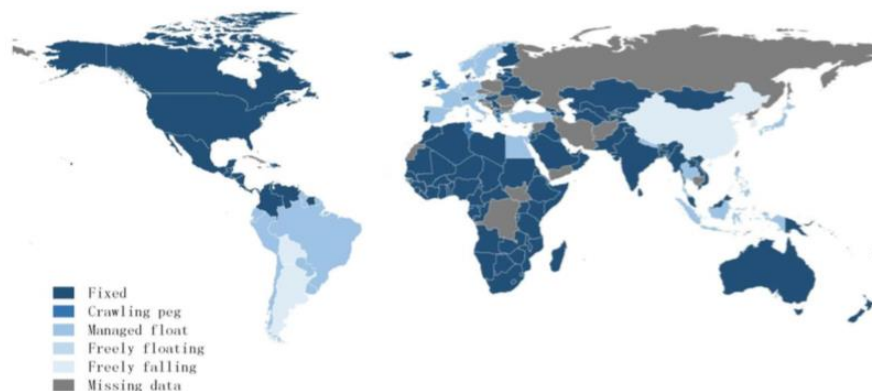 Fixed
Crawling peg
Managed float
Freely floating
Freely falling
Missing data